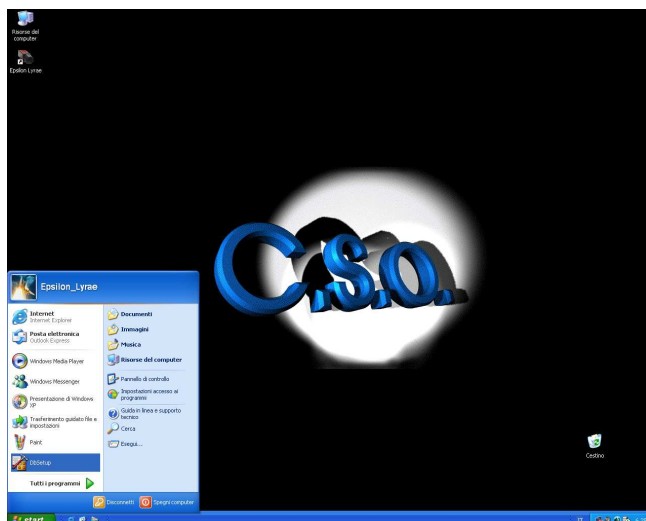 Risorse del
computer
Epsilon Lyrae
C.S.O.
Epsilon_Lyrae
Internet
Internet Explorer
Posta elettronica
Outlook Express
Windows Media Player
Windows Messenger
Presentazione di Windows
XP
Trasferimento guidato file e
impostazioni
Paint
DBSetup
Tutti i programmi
Documenti
Immagini
Musica
Risorse del computer
Pannello di controllo
Impostazioni accesso ai
programmi
Guida in linea e supporto
tecnico
Cerca
Esegui...
Disconnetti
Spegni computer
Cestino
start
IT